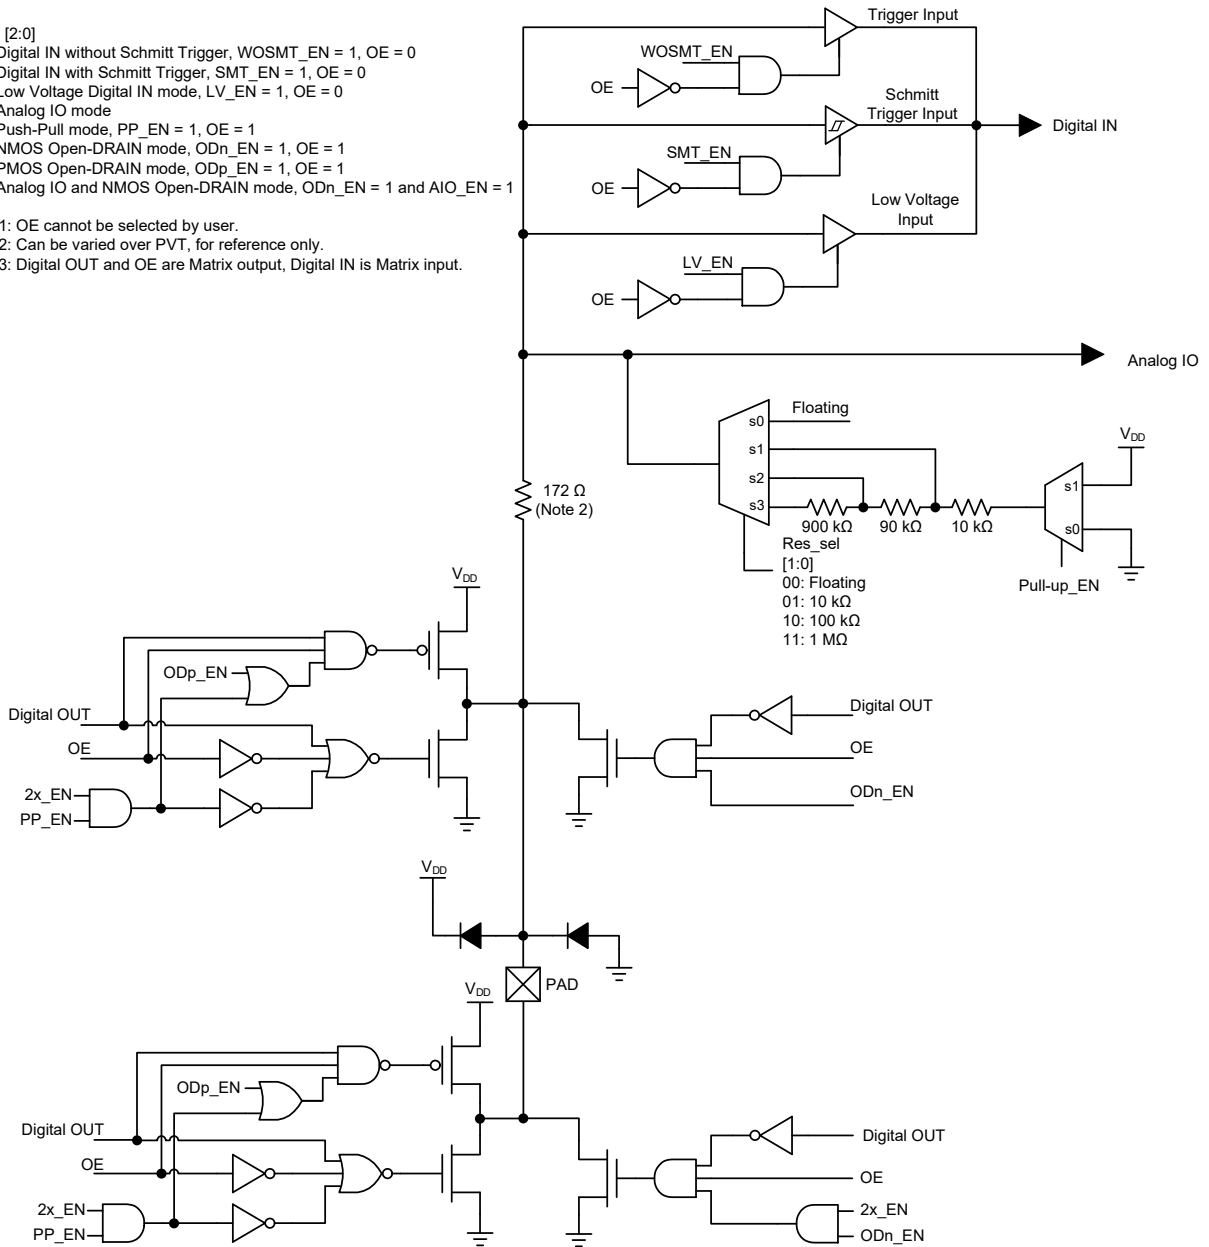 [2:0]
Digital IN without Schmitt Trigger, WOSMT_EN = 1, OE = 0
Digital IN with Schmitt Trigger, SMT_EN = 1, OE = 0
Low Voltage Digital IN mode, LV_EN = 1, OE = 0
Analog IO mode
Push-Pull mode, PP_EN = 1, OE = 1
NMOS Open-DRAIN mode, ODn_EN = 1, OE = 1
PMOS Open-DRAIN mode, ODp_EN = 1, OE = 1
Analog IO and NMOS Open-DRAIN mode, ODn_EN = 1 and AIO_EN = 1
1: OE cannot be selected by user.
2: Can be varied over PVT, for reference only.
3: Digital OUT and OE are Matrix output, Digital IN is Matrix input.
Trigger Input
WOSMT_EN
OE
Schmitt
Trigger Input
Digital IN
SMT_EN
OE
Low Voltage
Input
LV_EN
OE
Analog IO
Floating
s0
s1
s2
s3
900 kΩ
90 kΩ
10 kΩ
VDD
s1
s0
Pull-up_EN
Res_sel
[1:0]
00: Floating
01: 10 kΩ
10: 100 kΩ
11: 1 MΩ
172 Ω
(Note 2)
VDD
ODp_EN
Digital OUT
OE
2x_EN
PP_EN
Digital OUT
OE
ODn_EN
VDD
PAD
VDD
ODp_EN
Digital OUT
OE
2x_EN
PP_EN
Digital OUT
OE
2x_EN
ODn_EN